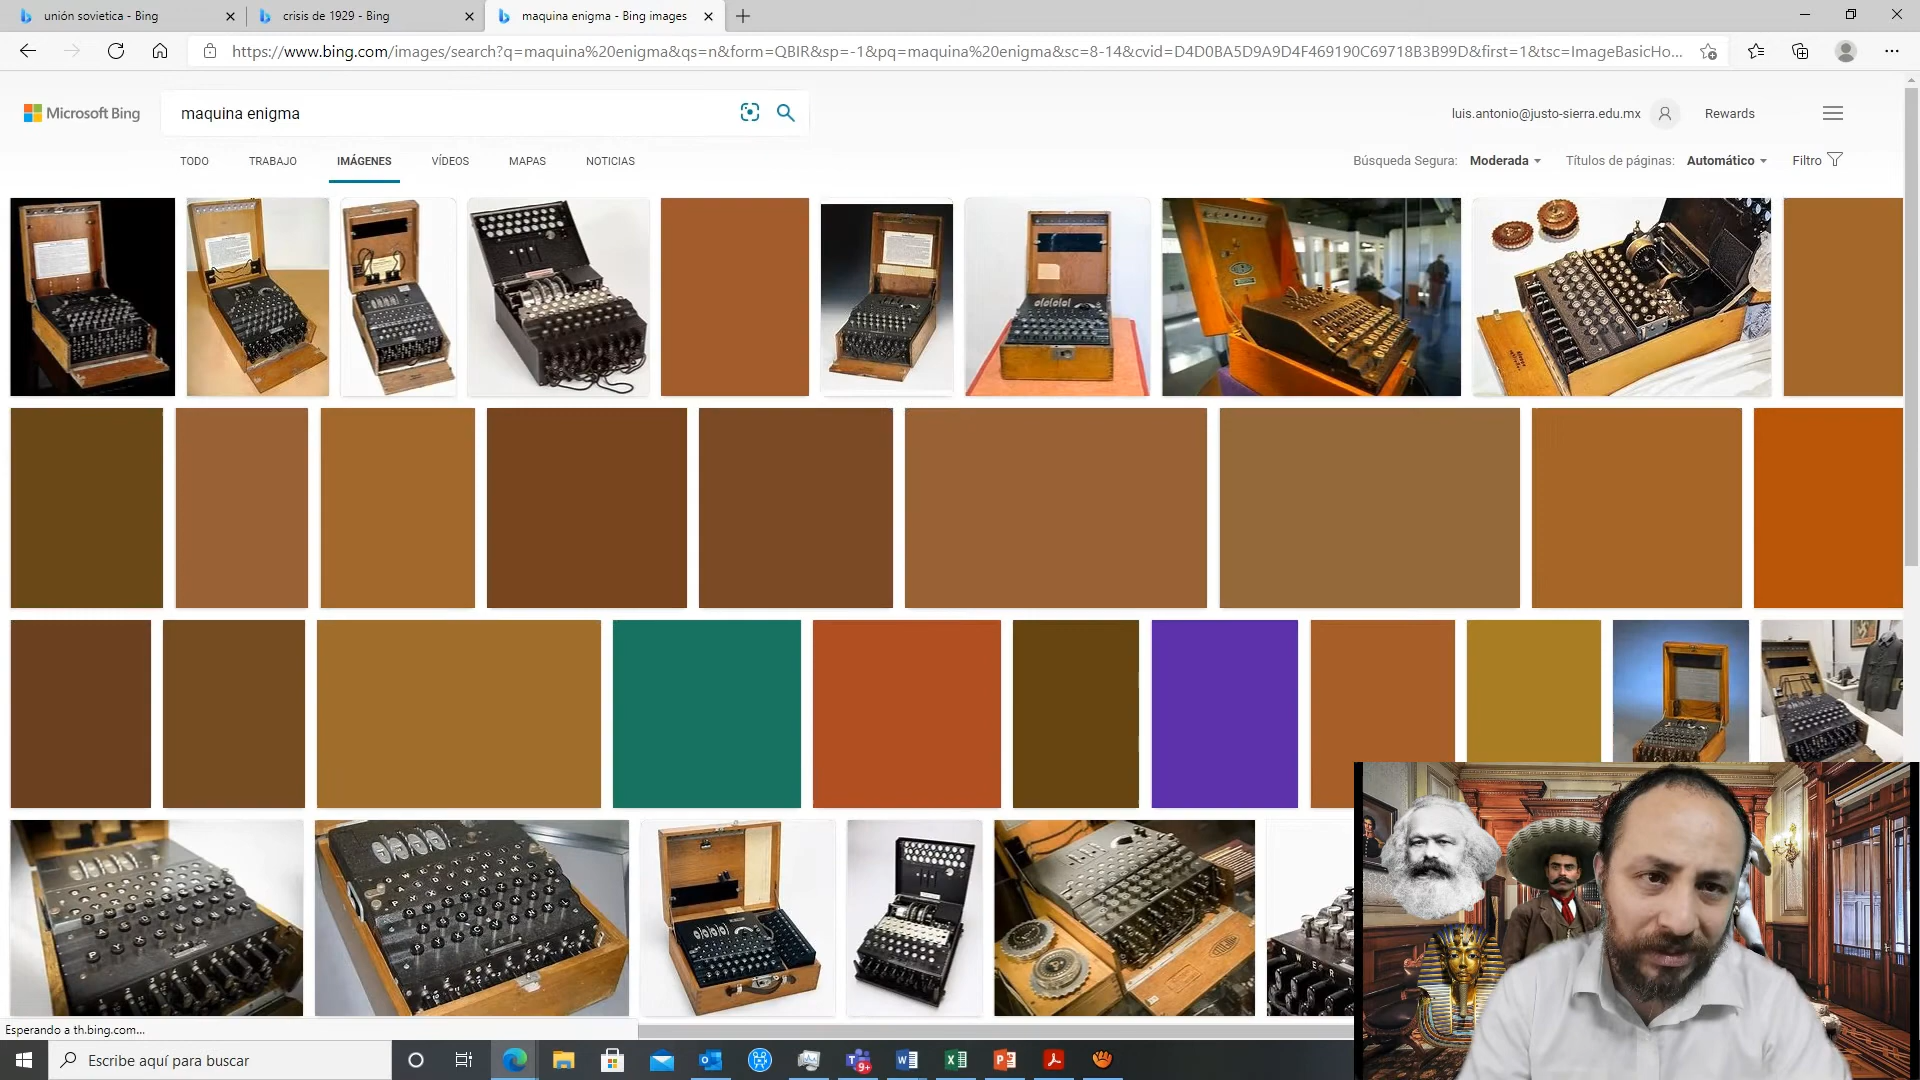 unión sovietica - Bing
crisis de 1929 - Bing
maquina enigma - Bing images
https://www.bing.com/images/search?q=maquina%20enigma&qs=n&form=QBIR&sp=-1&pq=maquina%20enigma&sc=8-14&cvid=D4D0BA5D9A9D4F469190C69718B3B99D&first=1&tsc=ImageBasicHo...
Microsoft Bing
maquina enigma
luis.antonio@justo-sierra.edu.mx
Rewards
TODO
TRABAJO
IMÁGENES
VÍDEOS
MAPAS
NOTICIAS
Búsqueda Segura: Moderada
Títulos de páginas: Automático
Filtro
Esperando a th.bing.com...
Escribe aquí para buscar
9+